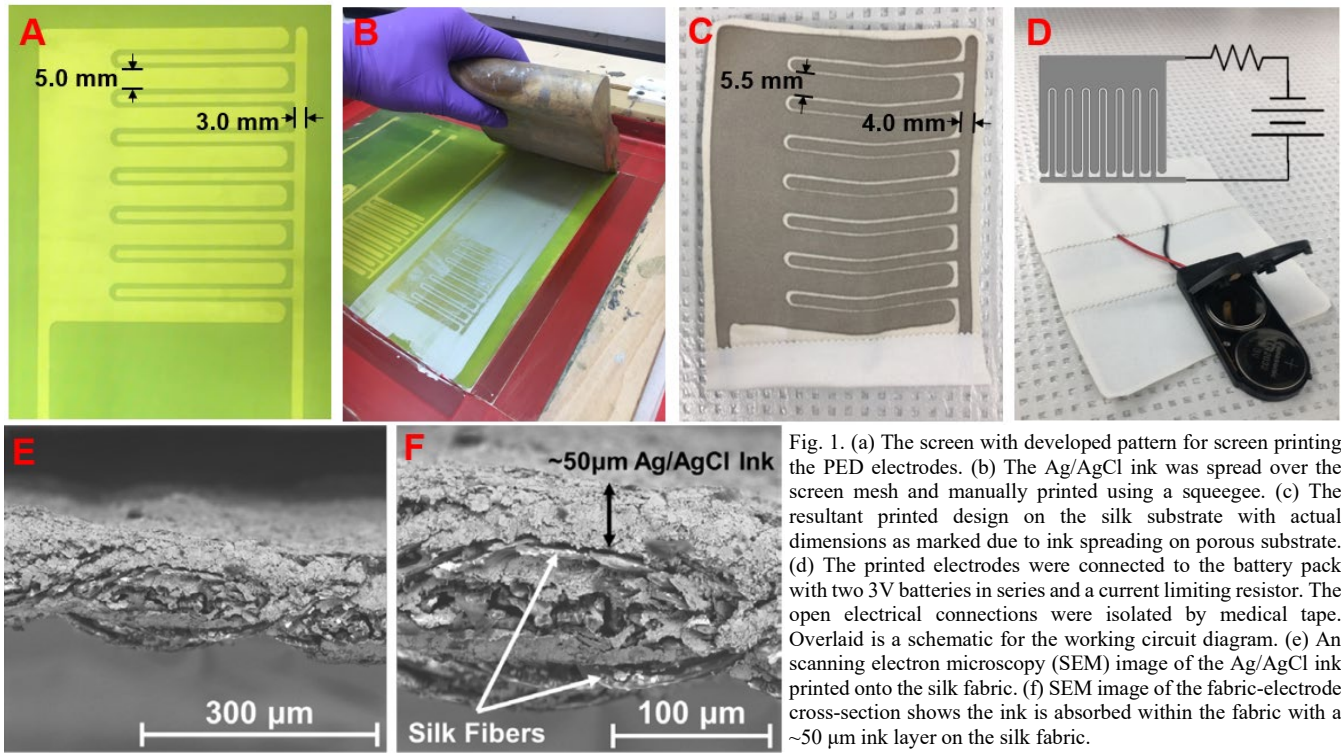 A
5.0 mm
3.0 mm
B
C
5.5 mm
4.0 mm
D
E
300 µm
F
~50µm Ag/AgCl Ink
Silk Fibers
100 µm
Fig. 1. (a) The screen with developed pattern for screen printing
the PED electrodes. (b) The Ag/AgCl ink was spread over the
screen mesh and manually printed using a squeegee. (c) The
resultant printed design on the silk substrate with actual
dimensions as marked due to ink spreading on porous substrate.
(d) The printed electrodes were connected to the battery pack
with two 3V batteries in series and a current limiting resistor. The
open electrical connections were isolated by medical tape.
Overlaid is a schematic for the working circuit diagram. (e) An
scanning electron microscopy (SEM) image of the Ag/AgCl ink
printed onto the silk fabric. (f) SEM image of the fabric-electrode
cross-section shows the ink is absorbed within the fabric with a
~50 µm ink layer on the silk fabric.